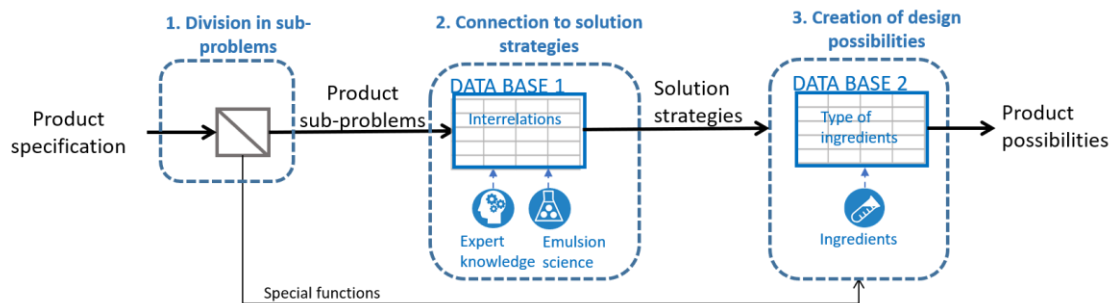 1. Division in sub-
problems
2. Connection to solution
strategies
3. Creation of design
possibilities
Product
specification
Product
sub-problems
DATA BASE 1
Interrelations
Expert
knowledge
Emulsion
science
Solution
strategies
DATA BASE 2
Type of
ingredients
Ingredients
Product
possibilities
Special functions